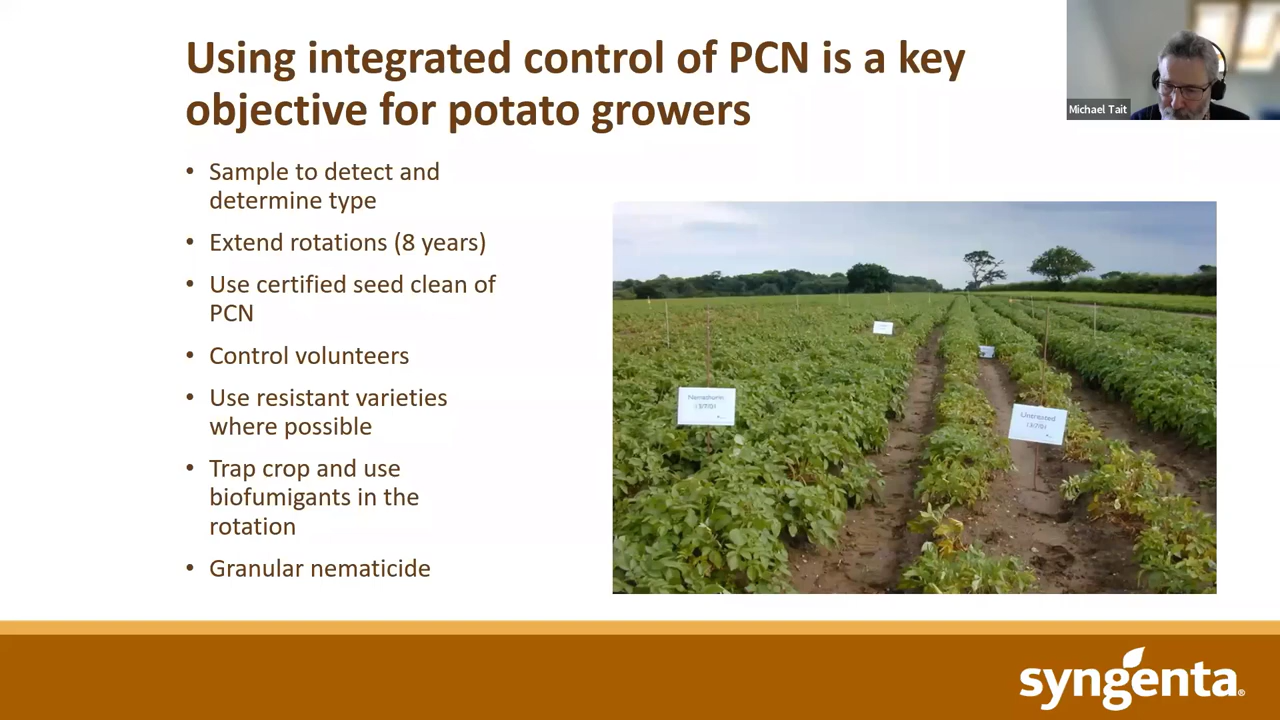 Using integrated control of PCN is a key
objective for potato growers
Michael Tait
• Sample to detect and
determine type
• Extend rotations (8 years)
• Use certified seed clean of
PCN
• Control volunteers
• Use resistant varieties
where possible
• Trap crop and use
biofumigants in the
rotation
• Granular nematicide
Untreated
syngenta®